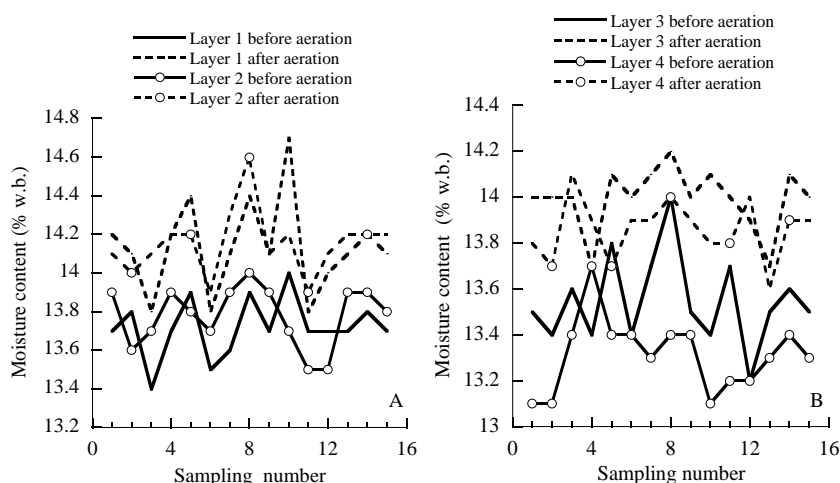 Layer 1 before aeration
Layer 1 after aeration
Layer 2 before aeration
Layer 2 after aeration
14.8
14.6
14.4
14.2
14
13.8
13.6
13.4
13.2
Moisture content (% w.b.)
0 4 8 12 16
Sampling number
A
Layer 3 before aeration
Layer 3 after aeration
Layer 4 before aeration
Layer 4 after aeration
14.4
14.2
14
13.8
13.6
13.4
13.2
13
Moisture content (% w.b.)
0 4 8 12 16
Sampling number
B